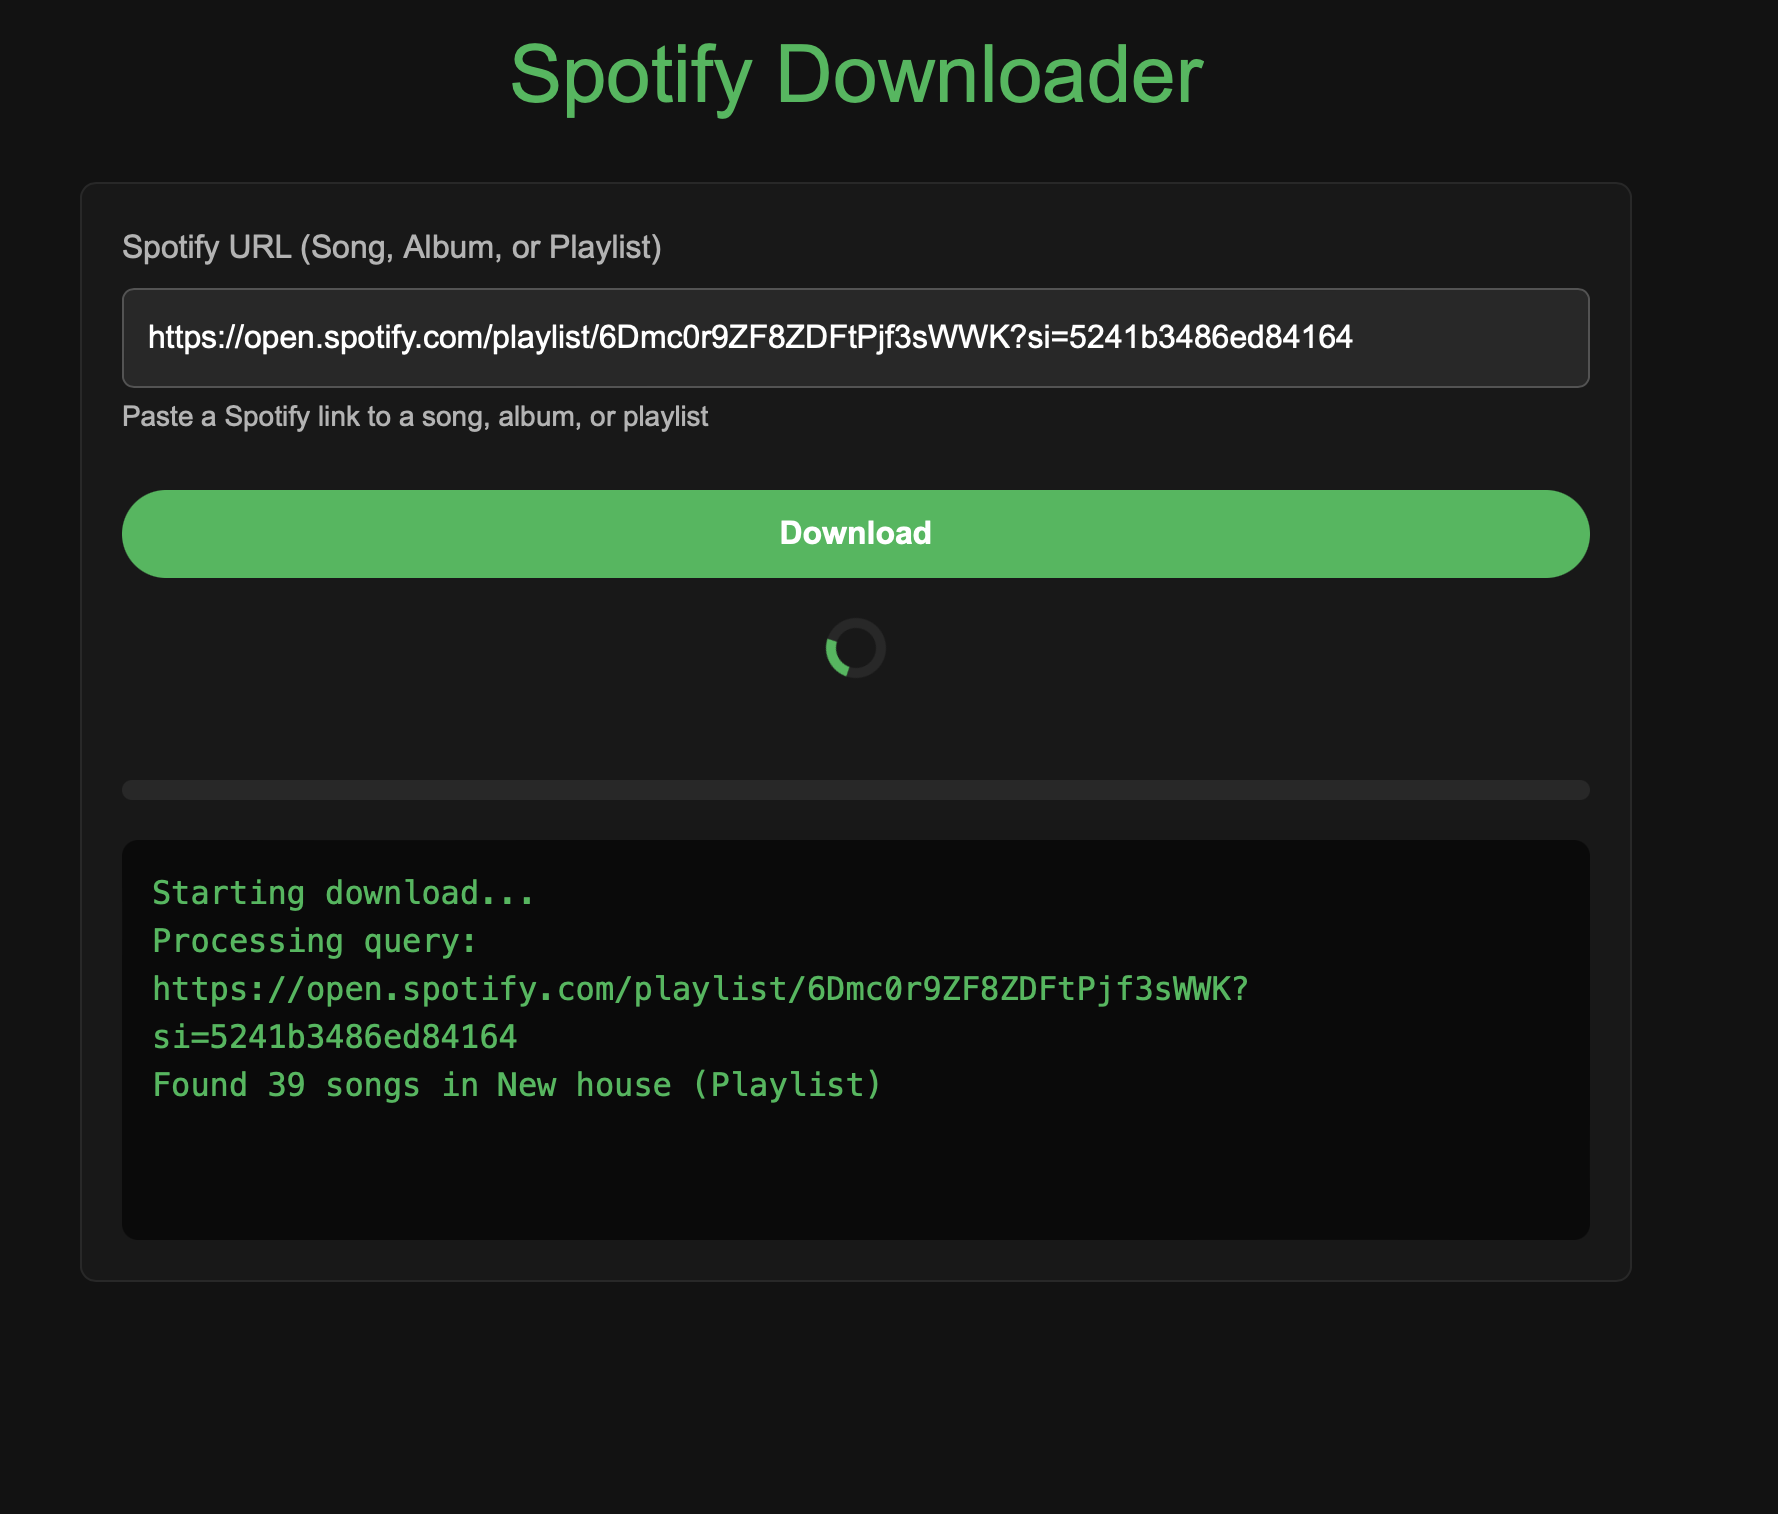 Spotify Downloader
Spotify URL (Song, Album, or Playlist)
https://open.spotify.com/playlist/6Dmc0r9ZF8ZDFtPjf3sWWK?si=5241b3486ed84164
Paste a Spotify link to a song, album, or playlist
Download
Starting download...
Processing query:
https://open.spotify.com/playlist/6Dmc0r9ZF8ZDFtPjf3sWWK?
si=5241b3486ed84164
Found 39 songs in New house (Playlist)